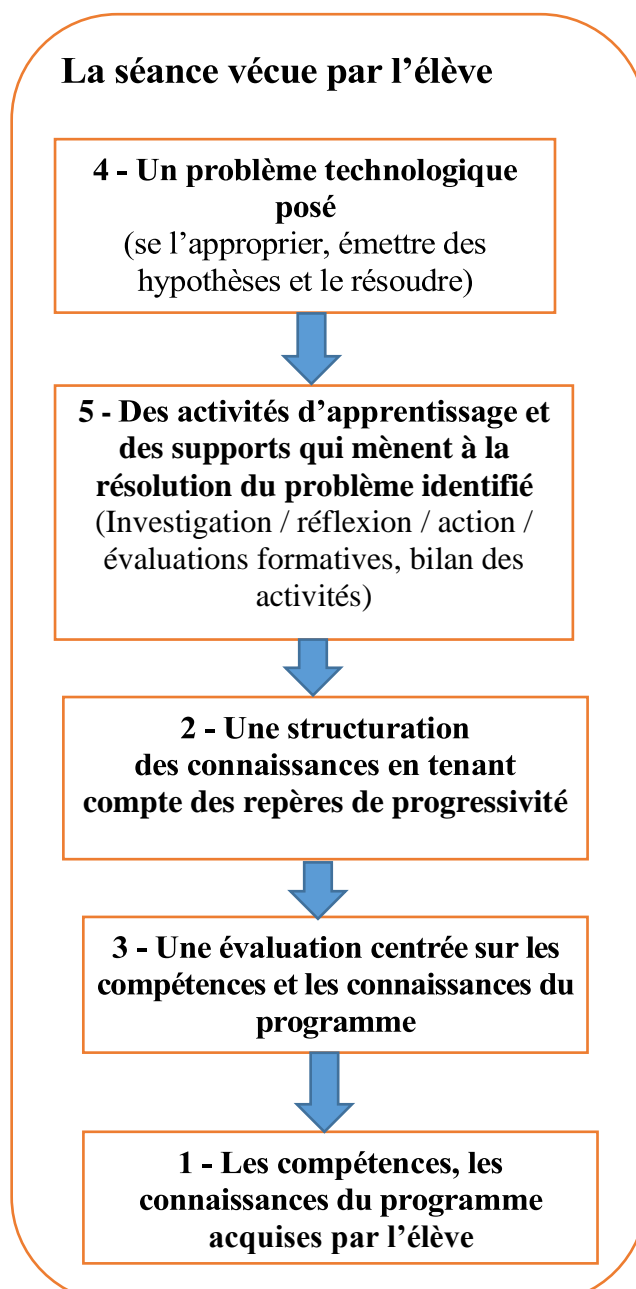 La séance vécue par l'élève
4 - Un problème technologique
posé
(se l'approprier, émettre des
hypothèses et le résoudre)
5 - Des activités d'apprentissage et
des supports qui mènent à la
résolution du problème identifié
(Investigation / réflexion / action /
évaluations formatives, bilan des
activités)
2 - Une structuration
des connaissances en tenant
compte des repères de progressivité
3 - Une évaluation centrée sur les
compétences et les connaissances du
programme
1 - Les compétences, les
connaissances du programme
acquises par l'élève